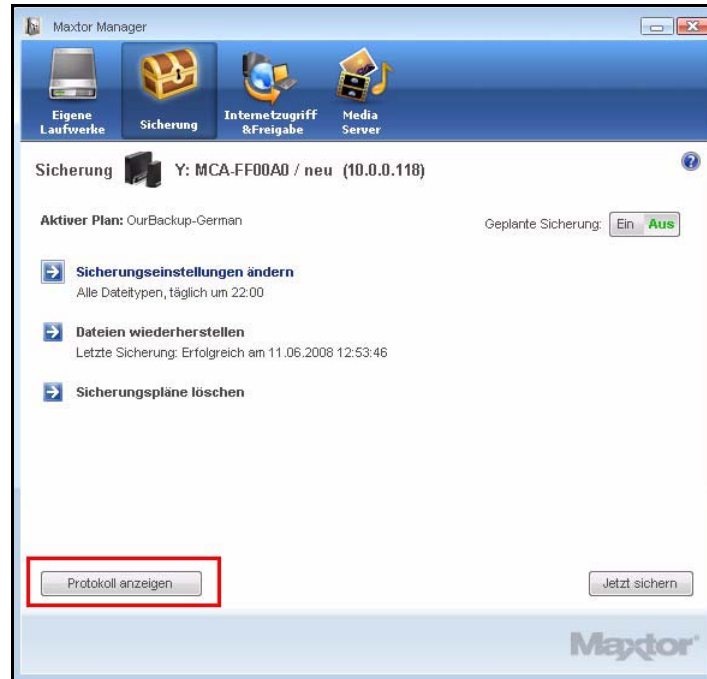 Maxtor Manager
Eigene
Laufwerke
Sicherung
Internetzugriff
&Freigabe
Media
Server
Sicherung Y: MCA-FF00A0 / neu (10.0.0.118)
?
Aktiver Plan: OurBackup-German
Geplante Sicherung: Ein Aus
Sicherungseinstellungen ändern
Alle Dateitypen, täglich um 22:00
Dateien wiederherstellen
Letzte Sicherung: Erfolgreich am 11.06.2008 12:53:46
Sicherungspläne löschen
Protokoll anzeigen
Jetzt sichern
Maxtor